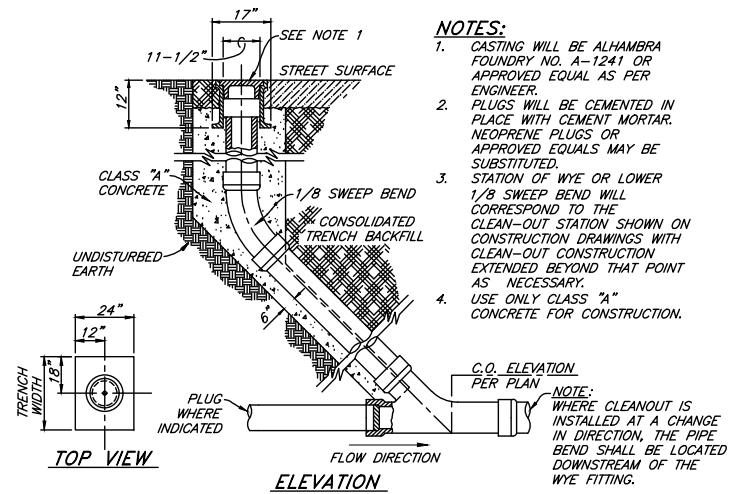 17"
11-1/2"
SEE NOTE 1
STREET SURFACE
12"
CLASS "A"
CONCRETE
1/8 SWEEP BEND
CONSOLIDATED
TRENCH BACKFILL
UNDISTURBED
EARTH
6"
24"
12"
18"
TRENCH
WIDTH
TOP VIEW
PLUG
WHERE
INDICATED
FLOW DIRECTION
ELEVATION
C.O. ELEVATION
PER PLAN
NOTE:
WHERE CLEANOUT IS
INSTALLED AT A CHANGE
IN DIRECTION, THE PIPE
BEND SHALL BE LOCATED
DOWNSTREAM OF THE
WYE FITTING.
NOTES:
1. CASTING WILL BE ALHAMBRA
FOUNDRY NO. A-1241 OR
APPROVED EQUAL AS PER
ENGINEER.
2. PLUGS WILL BE CEMENTED IN
PLACE WITH CEMENT MORTAR.
NEOPRENE PLUGS OR
APPROVED EQUALS MAY BE
SUBSTITUTED.
3. STATION OF WYE OR LOWER
1/8 SWEEP BEND WILL
CORRESPOND TO THE
CLEAN-OUT STATION SHOWN ON
CONSTRUCTION DRAWINGS WITH
CLEAN-OUT CONSTRUCTION
EXTENDED BEYOND THAT POINT
AS NECESSARY.
4. USE ONLY CLASS "A"
CONCRETE FOR CONSTRUCTION.